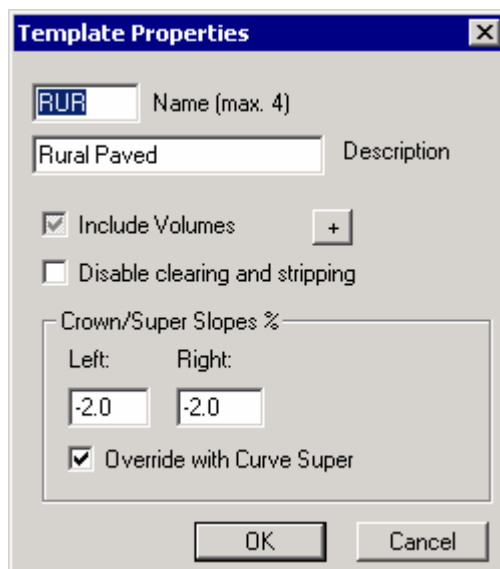 Template Properties
RUR Name (max. 4)
Rural Paved Description
Include Volumes +
Disable clearing and stripping
Crown/Super Slopes %
Left: Right:
-2.0 -2.0
Override with Curve Super
OK Cancel